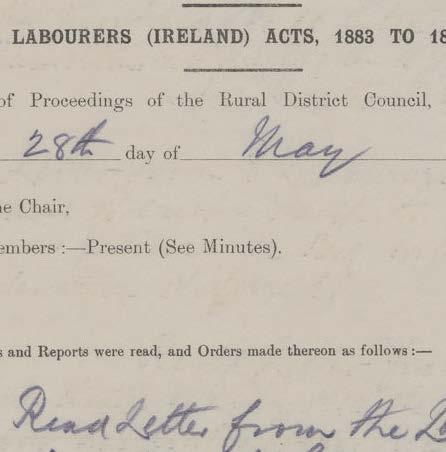 LABOURERS (IRELAND) ACTS, 1883 TO 18
of Proceedings of the Rural District Council,
28th day of May
e Chair,
embers :—Present (See Minutes).
s and Reports were read, and Orders made thereon as follows :—
Read Letter from the